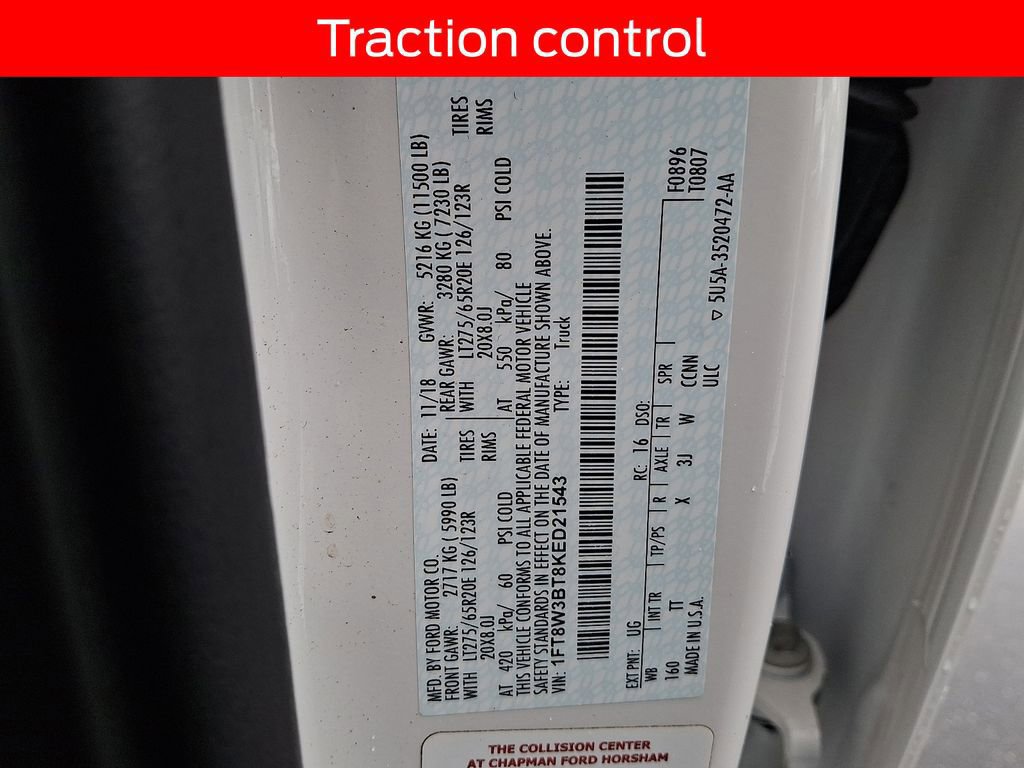 Traction control
MFD. BY FORD MOTOR CO.
DATE: 11/18 GVWR: 5216 KG (11500 LB)
FRONT GAWR: 2717 KG ( 5990 LB)
REAR GAWR: 3280 KG ( 7230 LB)
WITH LT275/65R20E 126/123R TIRES
WITH LT275/65R20E 126/123R TIRES
20X8.0J RIMS
20X8.0J RIMS
AT 420 kPa/ 60 PSI COLD
AT 550 kPa/ 80 PSI COLD
THIS VEHICLE CONFORMS TO ALL APPLICABLE FEDERAL MOTOR VEHICLE
SAFETY STANDARDS IN EFFECT ON THE DATE OF MANUFACTURE SHOWN ABOVE.
VIN: 1FT8W3BT8KED21543 TYPE: Truck
EXT PNT: UG RC: 16 DSO: F0896
WB INT TR TP/PS R AXLE TR SPR T0807
160 TT X 3J W CCNN
MADE IN U.S.A. ULC
▽ 5U5A-3520472-AA
THE COLLISION CENTER
AT CHAPMAN FORD HORSHAM